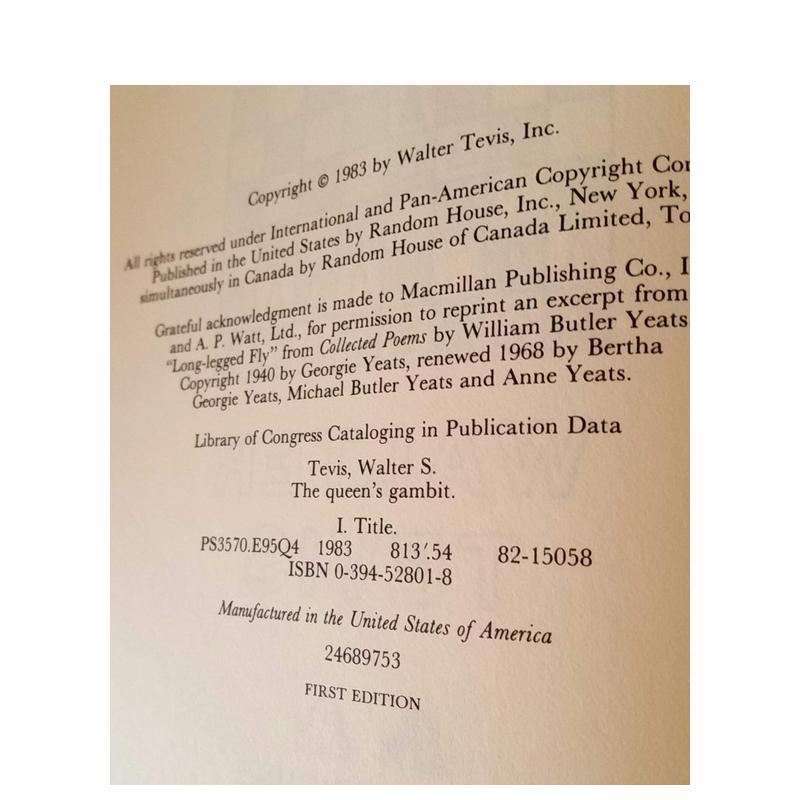 Copyright © 1983 by Walter Tevis, Inc.
All rights reserved under International and Pan-American Copyright Con
Published in the United States by Random House, Inc., New York,
simultaneously in Canada by Random House of Canada Limited, To
Grateful acknowledgment is made to Macmillan Publishing Co., I
and A. P. Watt, Ltd., for permission to reprint an excerpt from
"Long-legged Fly" from Collected Poems by William Butler Yeats
Copyright 1940 by Georgie Yeats, renewed 1968 by Bertha
Georgie Yeats, Michael Butler Yeats and Anne Yeats.
Library of Congress Cataloging in Publication Data
Tevis, Walter S.
The queen's gambit.
I. Title.
PS3570.E95Q4 1983 813'.54 82-15058
ISBN 0-394-52801-8
Manufactured in the United States of America
24689753
FIRST EDITION